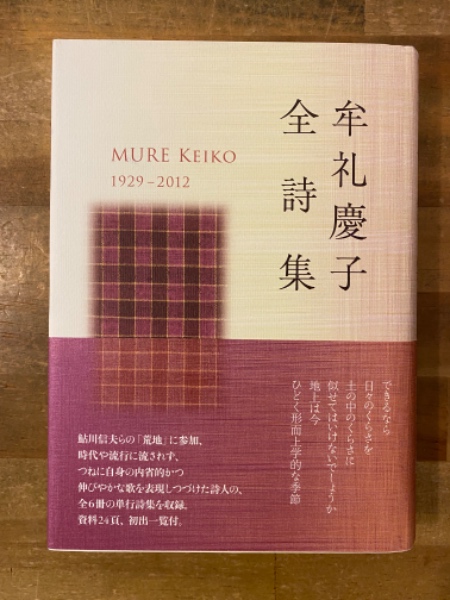 牟礼慶子
全詩集
MURE KEIKO
1929–2012
できるなら
日々のくらさを
土の中のくらさに
似せてはいけないでしょうか
地上は今
ひどく形而上学的な季節
鮎川信夫らの「荒地」に参加、
時代や流行に流されず、
つねに自身の内省的かつ
伸びやかな歌を表現しつづけた詩人の、
全6冊の単行詩集を収録。
資料24頁、初出一覧付。